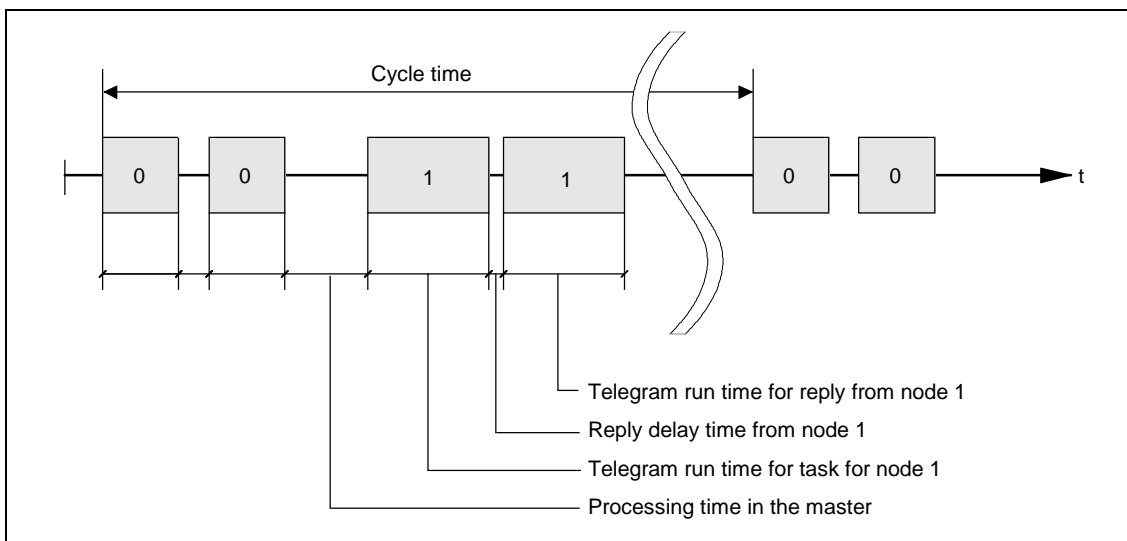 Cycle time
0 0 1 1 0 0 t
Telegram run time for reply from node 1
Reply delay time from node 1
Telegram run time for task for node 1
Processing time in the master